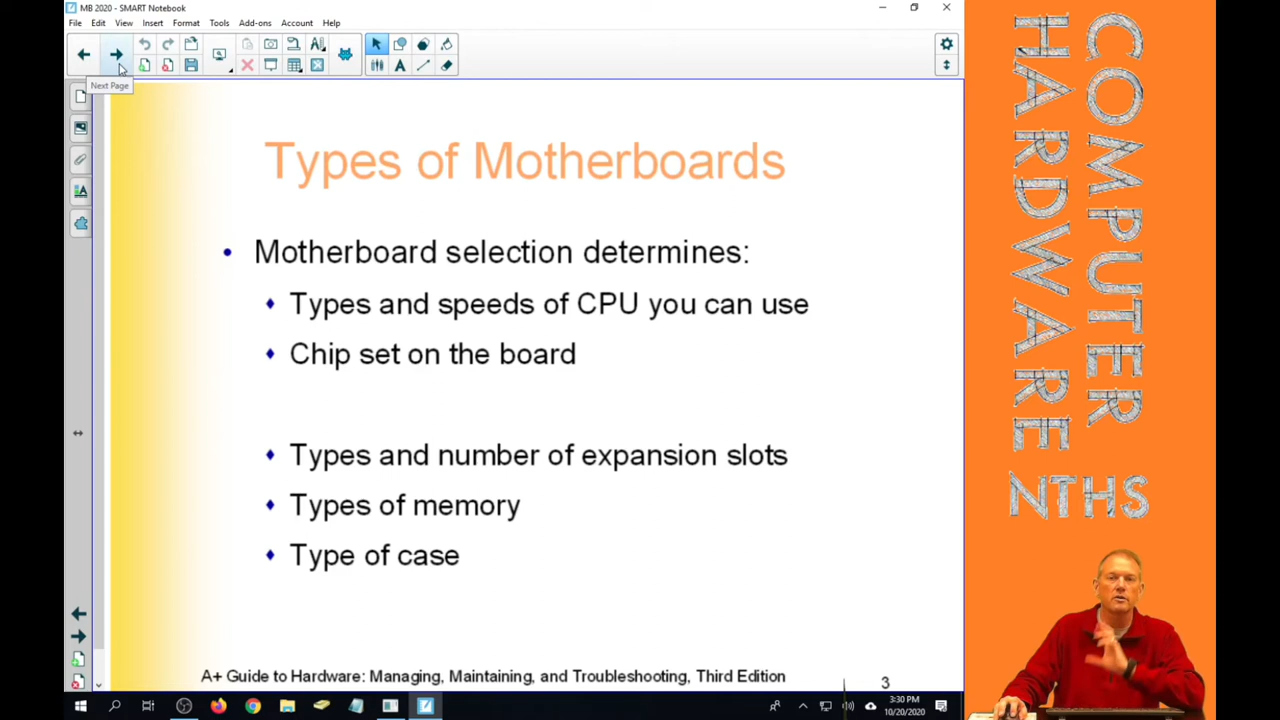 MB 2020 - SMART Notebook
File Edit View Insert Format Tools Add-ons Account Help
Next Page
Types of Motherboards
• Motherboard selection determines:
Types and speeds of CPU you can use
Chip set on the board
Types and number of expansion slots
Types of memory
Type of case
A+ Guide to Hardware: Managing, Maintaining, and Troubleshooting, Third Edition
3
3:30 PM
10/20/2020
COMPUTER
HARDWARE
NTHS